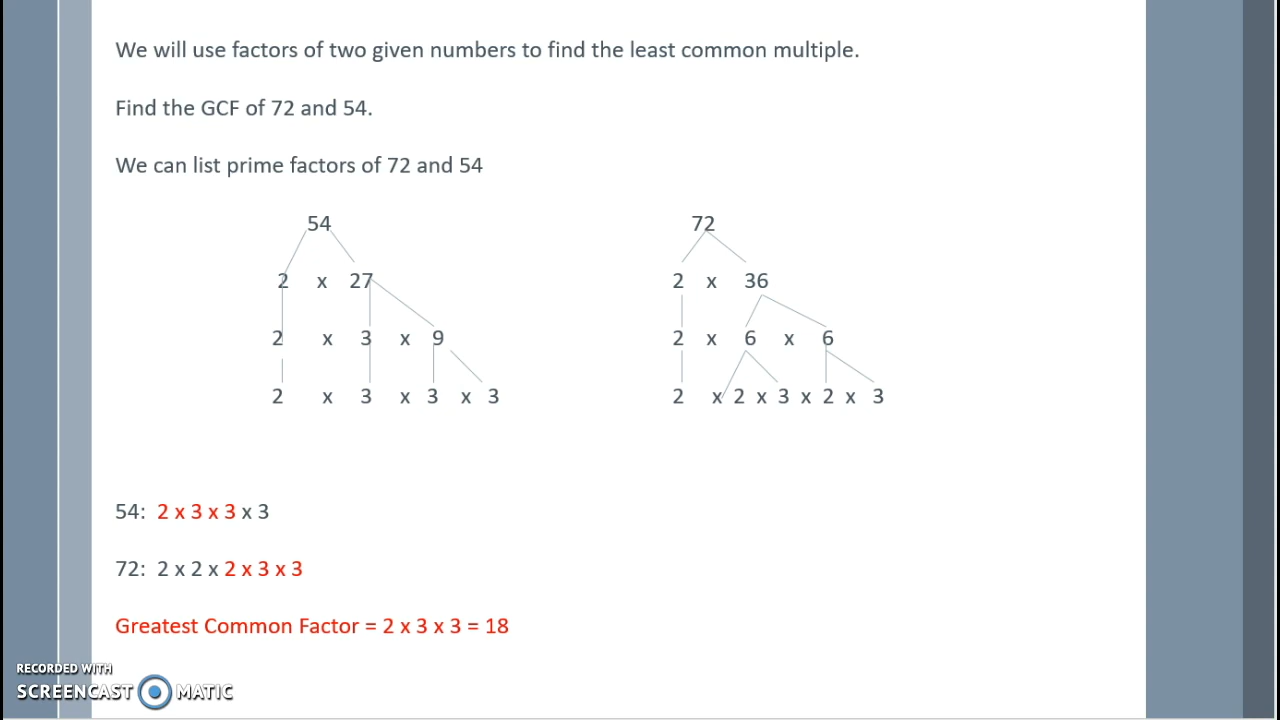 We will use factors of two given numbers to find the least common multiple.
Find the GCF of 72 and 54.
We can list prime factors of 72 and 54
54
72
2 x 27
2 x 36
2 x 3 x 9
2 x 6 x 6
2 x 3 x 3 x 3
2 x 2 x 3 x 2 x 3
54: 2 x 3 x 3 x 3
72: 2 x 2 x 2 x 3 x 3
Greatest Common Factor = 2 x 3 x 3 = 18
RECORDED WITH
SCREENCAST MATIC